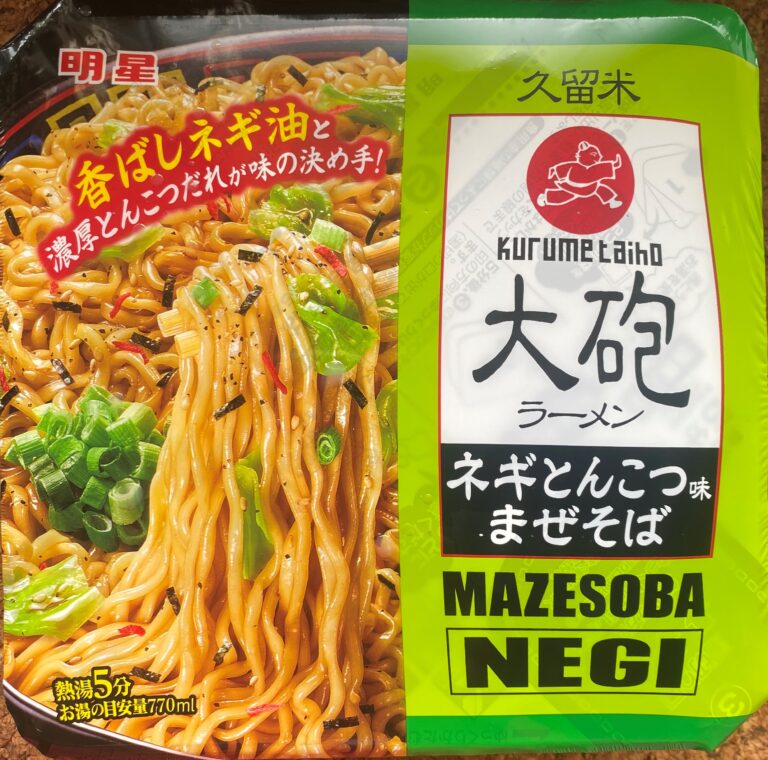 明星
香ばしネギ油と
濃厚とんこつだれが味の決め手!
熱湯5分
お湯の目安量770ml
久留米
KUrUMe taiHO
大砲
ラーメン
ネギとんこつ味
まぜそば
MAZESOBA
NEGI